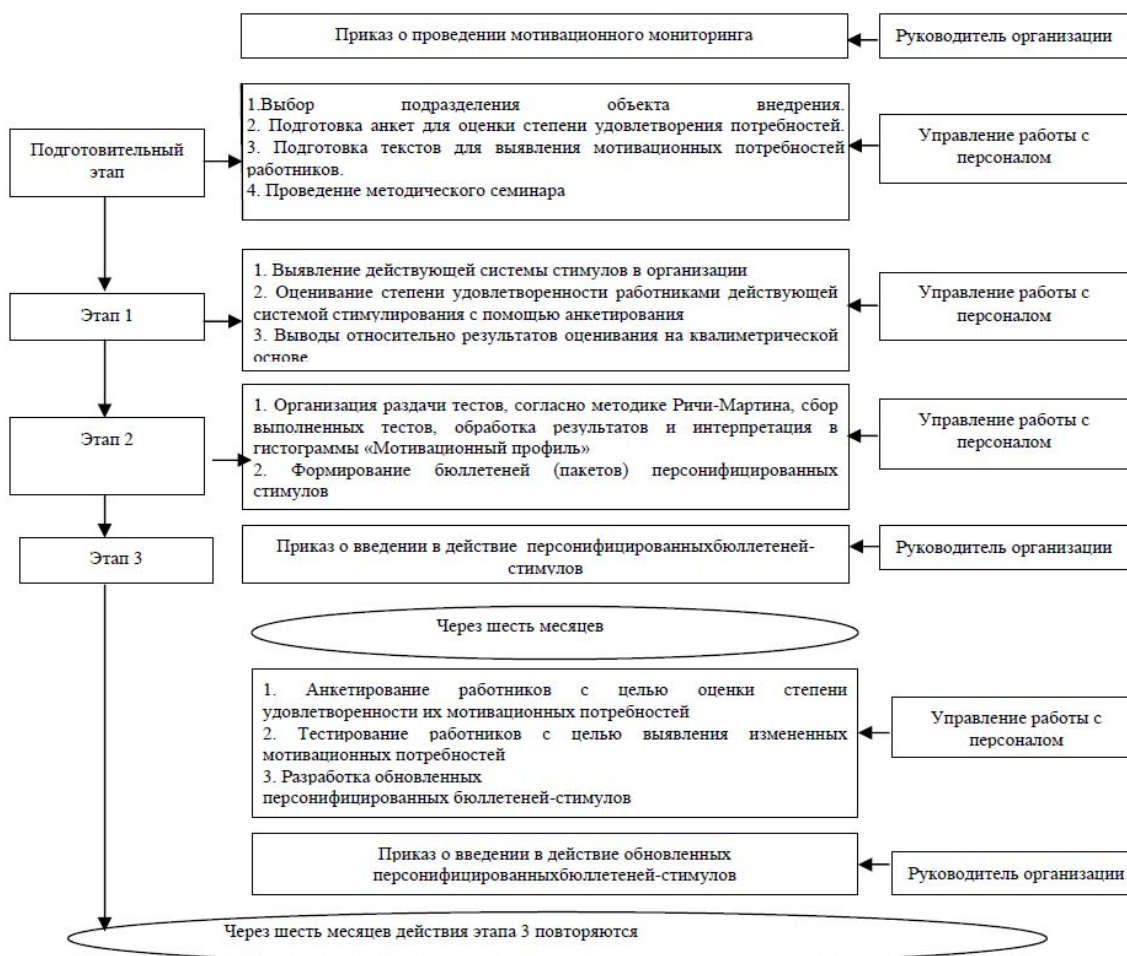 Приказ о проведении мотивационного мониторинга
Руководитель организации
Подготовительный
этап
1.Выбор подразделения объекта внедрения.
2. Подготовка анкет для оценки степени удовлетворения потребностей.
3. Подготовка текстов для выявления мотивационных потребностей
работников.
4. Проведение методического семинара
Управление работы с
персоналом
Этап 1
1. Выявление действующей системы стимулов в организации
2. Оценивание степени удовлетворенности работниками действующей
системой стимулирования с помощью анкетирования
3. Выводы относительно результатов оценивания на квалиметрической
основе
Управление работы с
персоналом
Этап 2
1. Организация раздачи тестов, согласно методике Ричи-Мартина, сбор
выполненных тестов, обработка результатов и интерпретация в
гистограммы «Мотивационный профиль»
2. Формирование бюллетеней (пакетов) персонифицированных
стимулов
Управление работы с
персоналом
Этап 3
Приказ о введении в действие персонифицированныхбюллетеней-
стимулов
Руководитель организации
Через шесть месяцев
1. Анкетирование работников с целью оценки степени
удовлетворенности их мотивационных потребностей
2. Тестирование работников с целью выявления измененных
мотивационных потребностей
3. Разработка обновленных
персонифицированных бюллетеней-стимулов
Управление работы с
персоналом
Приказ о введении в действие обновленных
персонифицированныхбюллетеней-стимулов
Руководитель организации
Через шесть месяцев действия этапа 3 повторяются